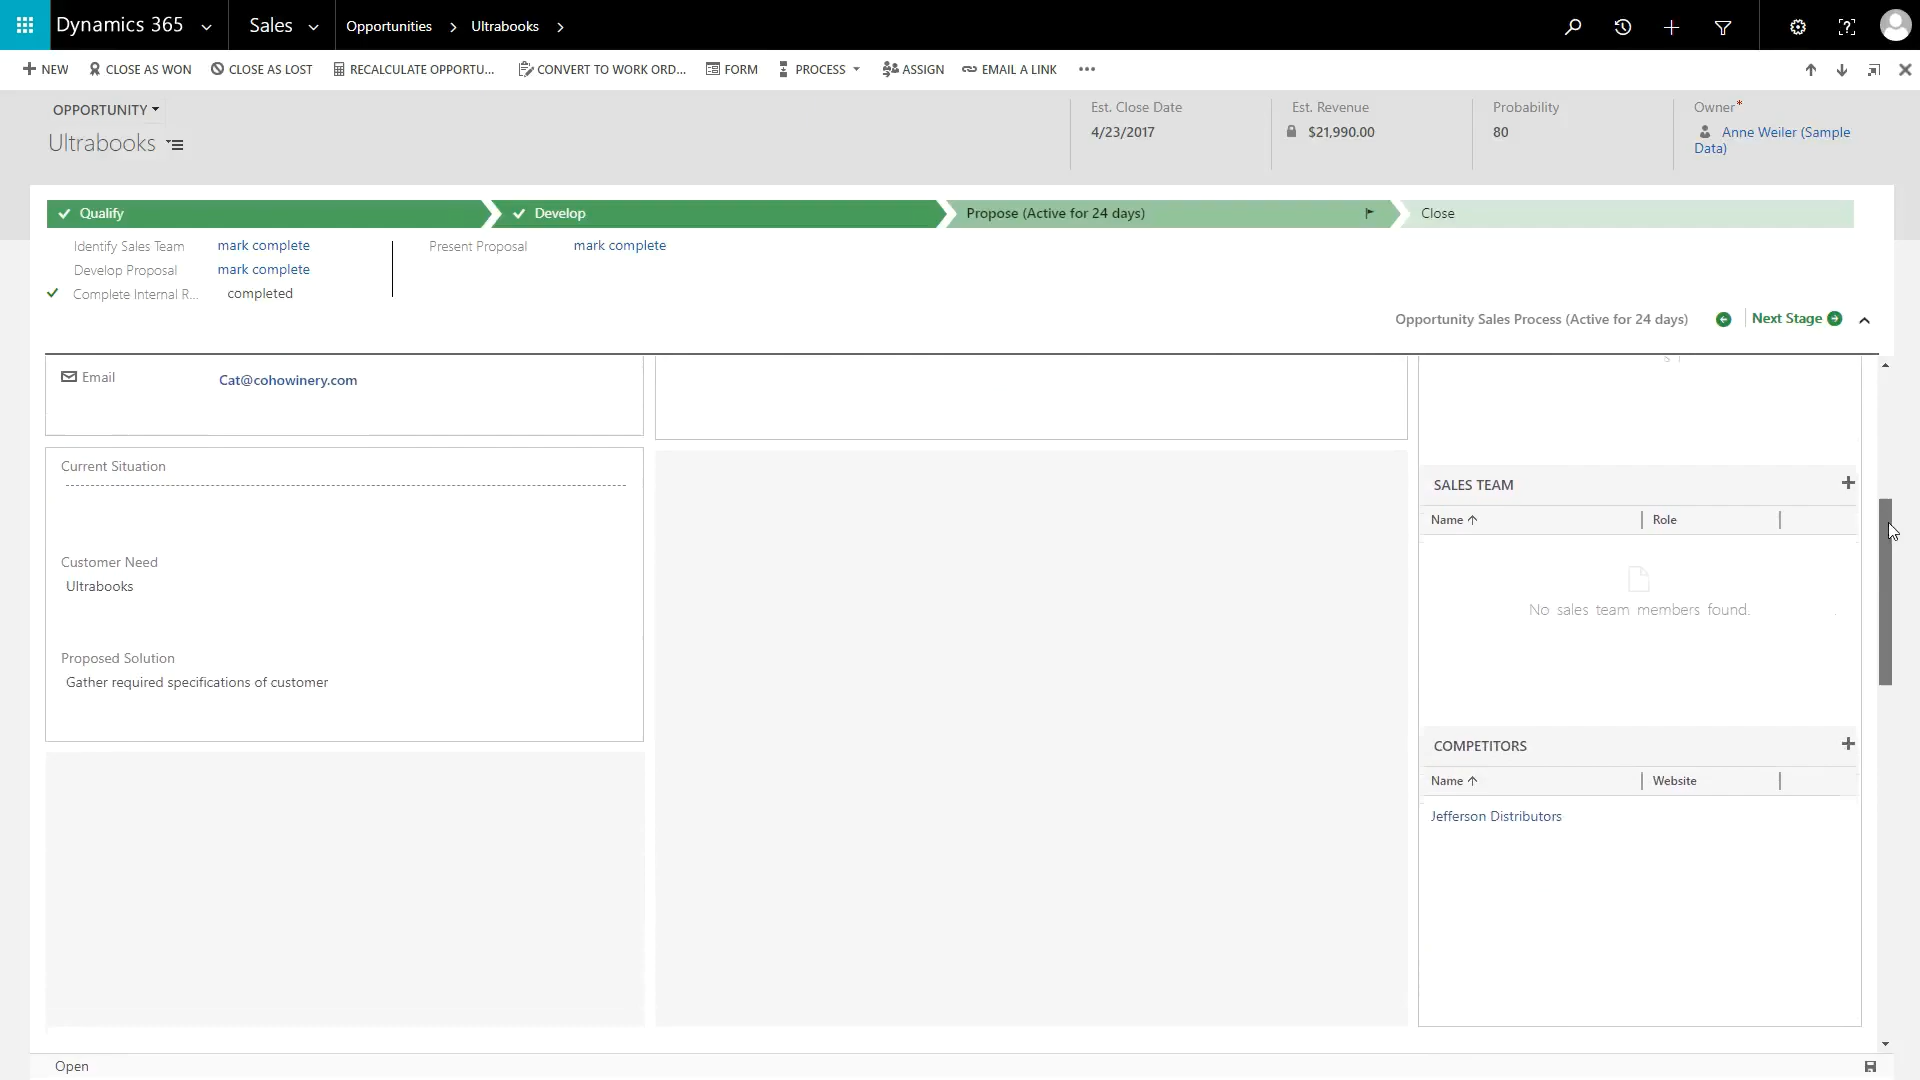 Dynamics 365 Sales Opportunities Ultrabooks
NEW CLOSE AS WON CLOSE AS LOST RECALCULATE OPPORTU... CONVERT TO WORK ORD... FORM PROCESS ASSIGN EMAIL A LINK
OPPORTUNITY
Ultrabooks
Est. Close Date
4/23/2017
Est. Revenue
$21,990.00
Probability
80
Owner*
Anne Weiler (Sample
Data)
Qualify Develop Propose (Active for 24 days) Close
Identify Sales Team mark complete
Develop Proposal mark complete
Complete Internal R... completed
Present Proposal mark complete
Opportunity Sales Process (Active for 24 days) Next Stage
Email Cat@cohowinery.com
Current Situation
Customer Need
Ultrabooks
Proposed Solution
Gather required specifications of customer
SALES TEAM
Name Role
No sales team members found.
COMPETITORS
Name Website
Jefferson Distributors
Open